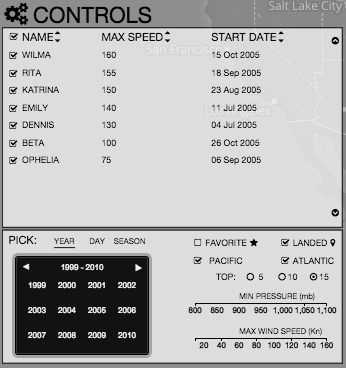 Salt Lake City
CONTROLS
NAME MAX SPEED START DATE
San Francisco
WILMA 160 15 Oct 2005
RITA 155 18 Sep 2005
KATRINA 150 23 Aug 2005
EMILY 140 11 Jul 2005
Los Angeles
DENNIS 130 04 Jul 2005
BETA 100 26 Oct 2005
OPHELIA 75 06 Sep 2005
PICK: YEAR DAY SEASON
1999 - 2010
1999 2000 2001 2002
2003 2004 2005 2006
2007 2008 2009 2010
FAVORITE LANDED
PACIFIC ATLANTIC
TOP: 5 10 15
MIN PRESSURE (mb)
800 850 900 950 1,000 1,050 1,100
MAX WIND SPEED (Kn)
20 40 60 80 100 120 140 160